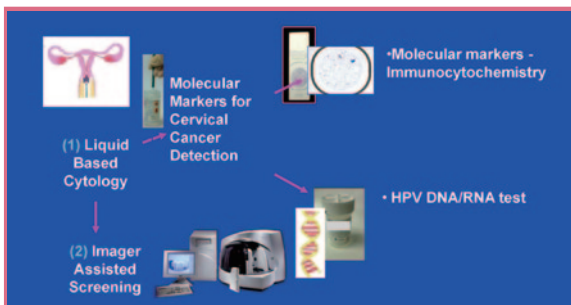 (1) Liquid
Based
Cytology
(2) Imager
Assisted
Screening
Molecular
Markers for
Cervical
Cancer
Detection
•Molecular markers -
Immunocytochemistry
• HPV DNA/RNA test